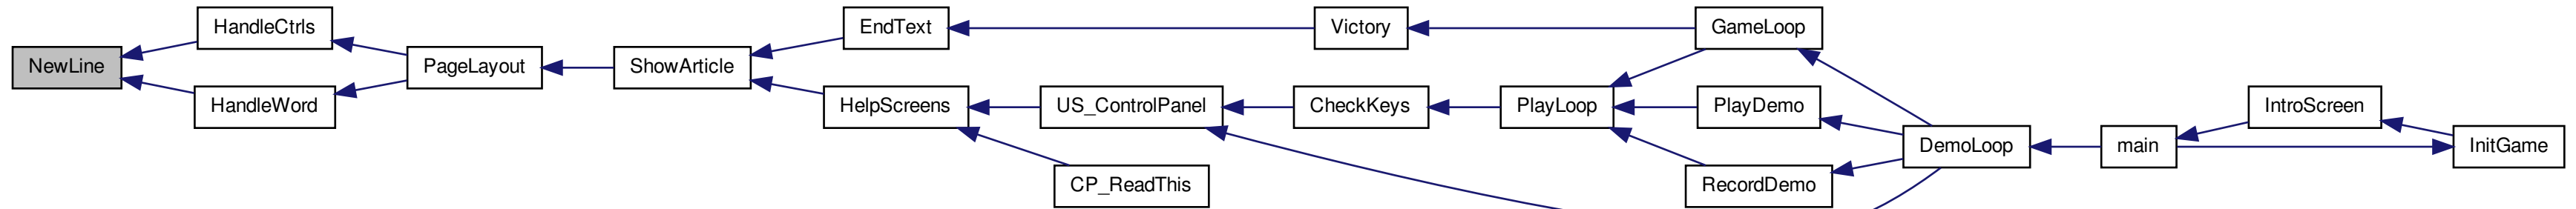 NewLine
HandleCtrls
HandleWord
PageLayout
ShowArticle
EndText
HelpScreens
US_ControlPanel
CP_ReadThis
Victory
CheckKeys
PlayLoop
GameLoop
PlayDemo
RecordDemo
DemoLoop
main
IntroScreen
InitGame